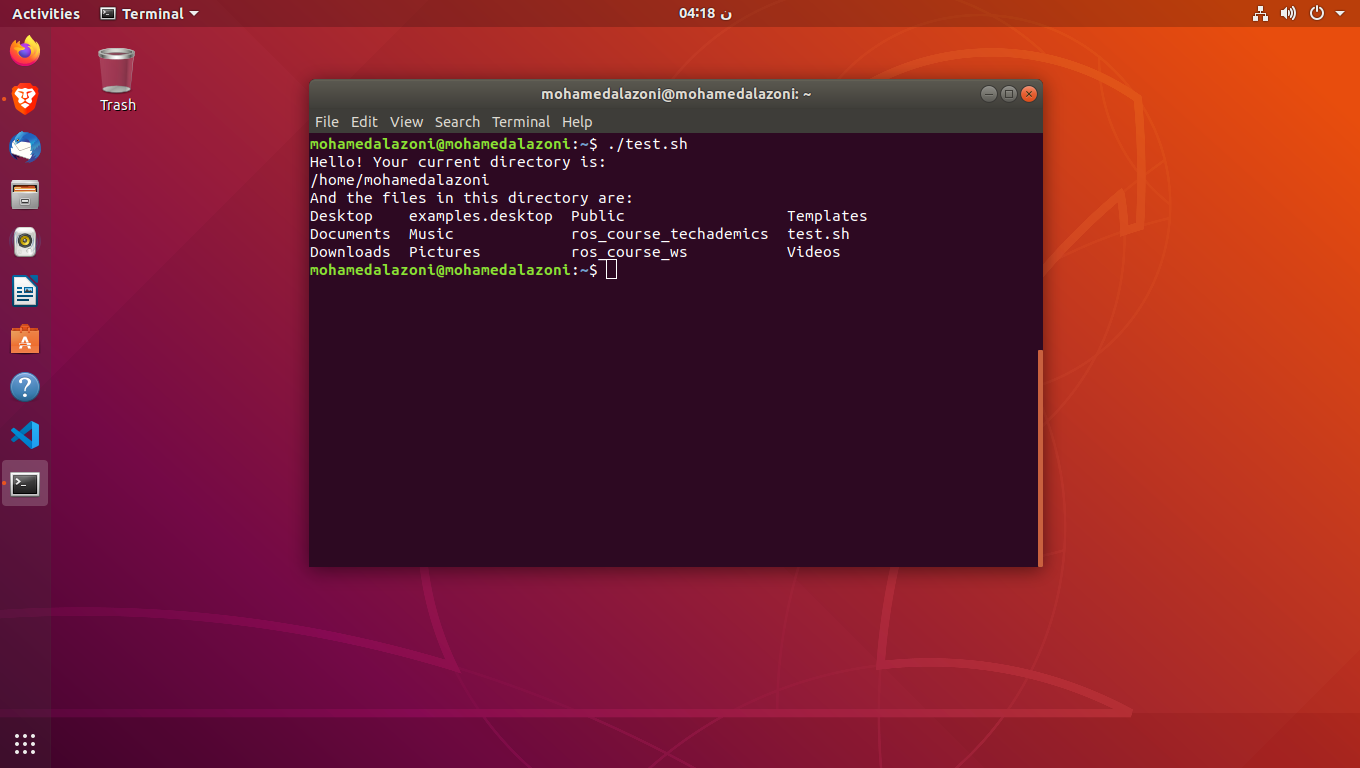 Activities Terminal 04:18 ن
Trash
mohamedalazoni@mohamedalazoni: ~
File Edit View Search Terminal Help
mohamedalazoni@mohamedalazoni:~$ ./test.sh
Hello! Your current directory is:
/home/mohamedalazoni
And the files in this directory are:
Desktop examples.desktop Public Templates
Documents Music ros_course_techademics test.sh
Downloads Pictures ros_course_ws Videos
mohamedalazoni@mohamedalazoni:~$